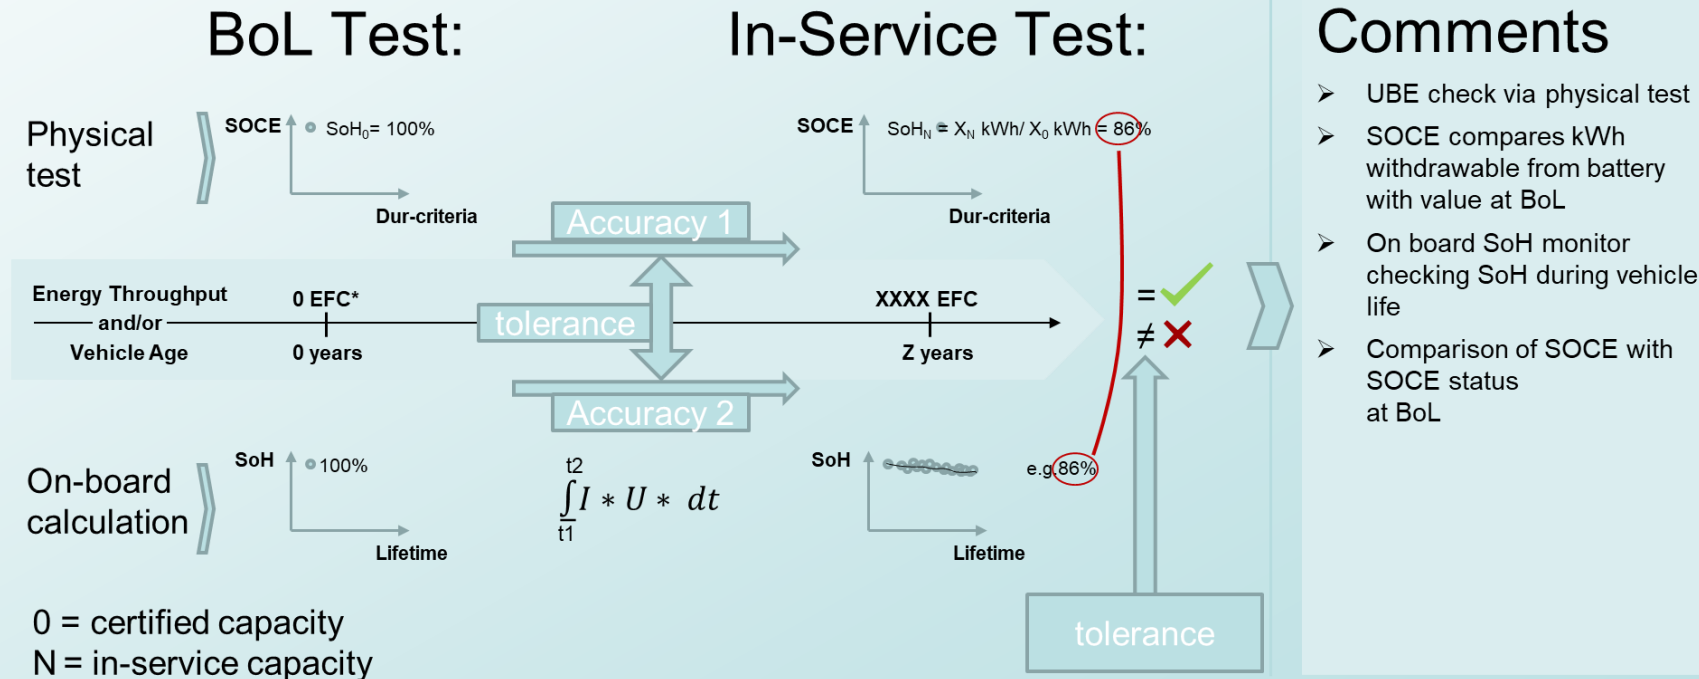 BoL Test:
In-Service Test:
Comments
Physical
test
SOCE
SoH₀= 100%
Dur-criteria
SOCE
SoH_N = X_N kWh/ X₀ kWh = 86%
Dur-criteria
Accuracy 1
Energy Throughput
and/or
Vehicle Age
0 EFC*
0 years
tolerance
XXXX EFC
Z years
=
≠
Accuracy 2
On-board
calculation
SoH
100%
Lifetime
t2
∫I ∗ U ∗ dt
t1
SoH
e.g.86%
Lifetime
tolerance
0 = certified capacity
N = in-service capacity
➢ UBE check via physical test
➢ SOCE compares kWh
withdrawable from battery
with value at BoL
➢ On board SoH monitor
checking SoH during vehicle
life
➢ Comparison of SOCE with
SOCE status
at BoL